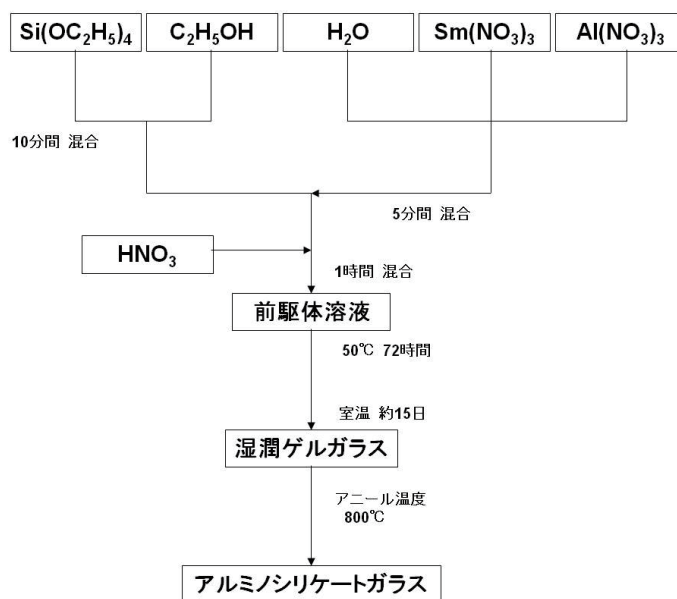 Si(OC₂H₅)₄ C₂H₅OH H₂O Sm(NO₃)₃ Al(NO₃)₃
10分間 混合
5分間 混合
HNO₃
1時間 混合
前駆体溶液
50℃ 72時間
室温 約15日
湿潤ゲルガラス
アニール温度
800℃
アルミノシリケートガラス